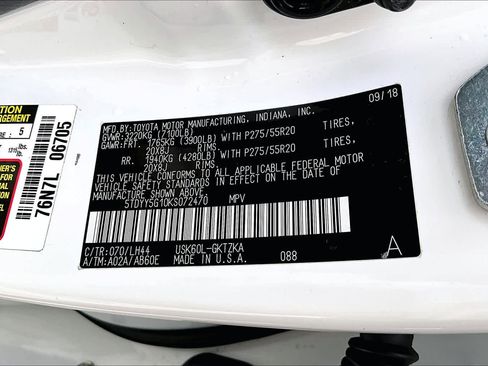 MFD.BY:TOYOTA MOTOR MANUFACTURING, INDIANA, INC.
09/18
GVWR: 3220KG (7100LB)
GAWR:FRT. 1765KG (3900LB) WITH P275/55R20 TIRES,
20X8J RIMS
RR. 1940KG (4280LB) WITH P275/55R20 TIRES,
20X8J RIMS
THIS VEHICLE CONFORMS TO ALL APPLICABLE FEDERAL MOTOR
VEHICLE SAFETY STANDARDS IN EFFECT ON THE DATE OF
MANUFACTURE SHOWN ABOVE.
5TDYY5G10KS072470 MPV
C/TR:070/LH44 USK60L-GKTZKA
A/TM:A02A/AB60E MADE IN U.S.A. 088
A
5
lbs.
76N7L 06705